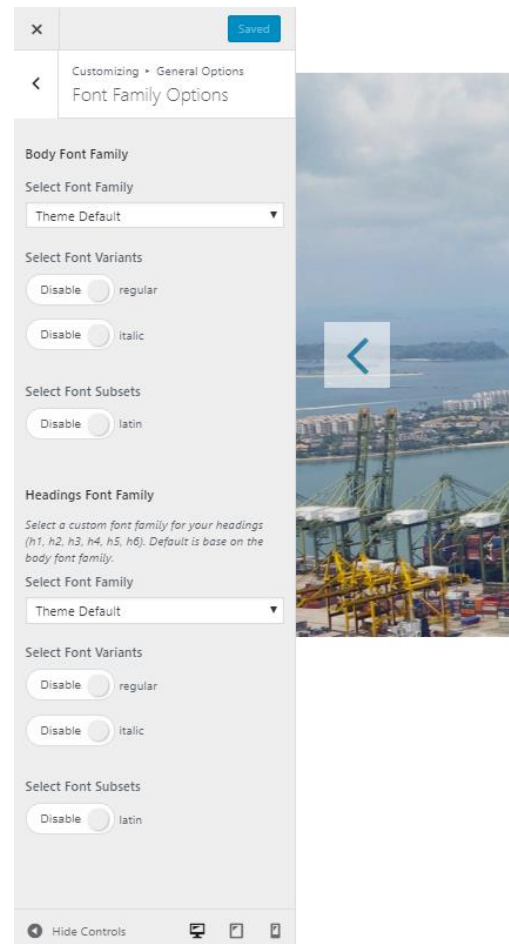 Saved
Customizing ▸ General Options
Font Family Options
Body Font Family
Select Font Family
Theme Default
Select Font Variants
Disable regular
Disable italic
Select Font Subsets
Disable latin
Headings Font Family
Select a custom font family for your headings
(h1, h2, h3, h4, h5, h6). Default is base on the
body font family.
Select Font Family
Theme Default
Select Font Variants
Disable regular
Disable italic
Select Font Subsets
Disable latin
Hide Controls